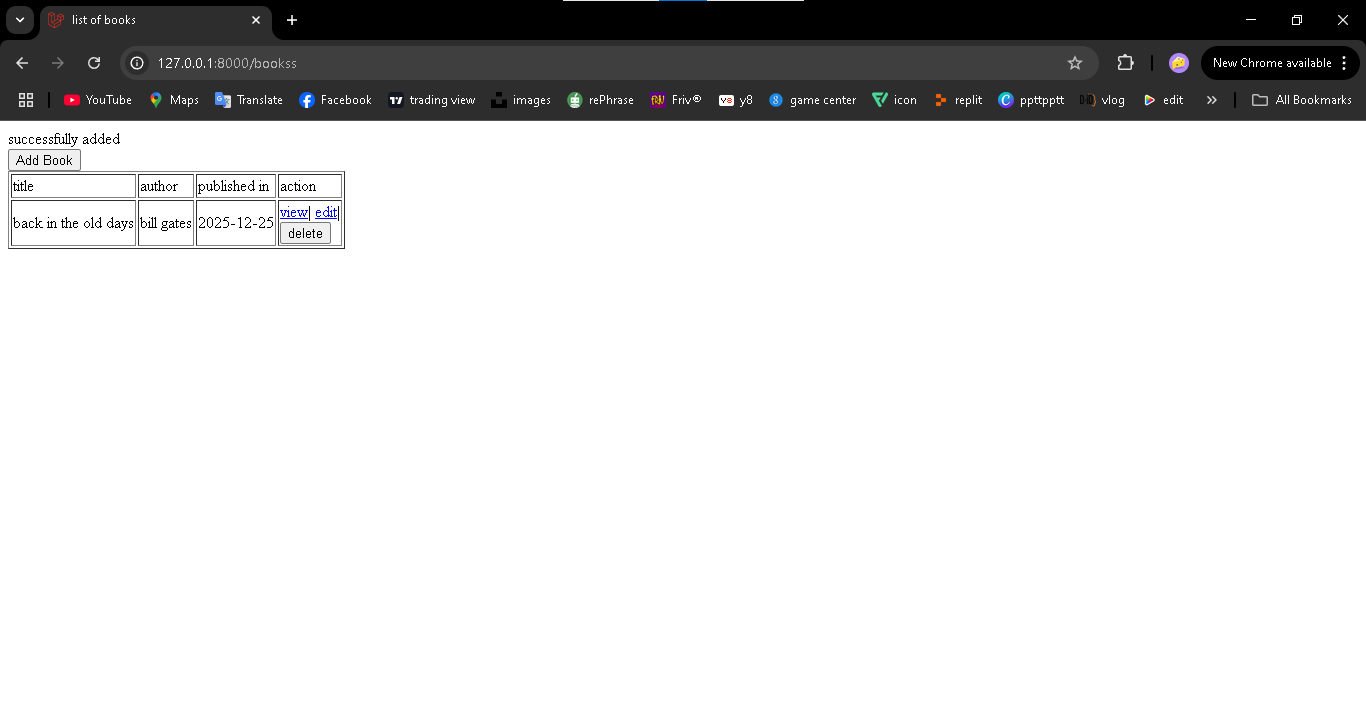 list of books
127.0.0.1:8000/bookss
New Chrome available
YouTube Maps Translate Facebook trading view images rePhrase Friv® y8 game center icon replit ppttpptt vlog edit » All Bookmarks
successfully added
Add Book
title author published in action
back in the old days bill gates 2025-12-25 view| edit|
delete